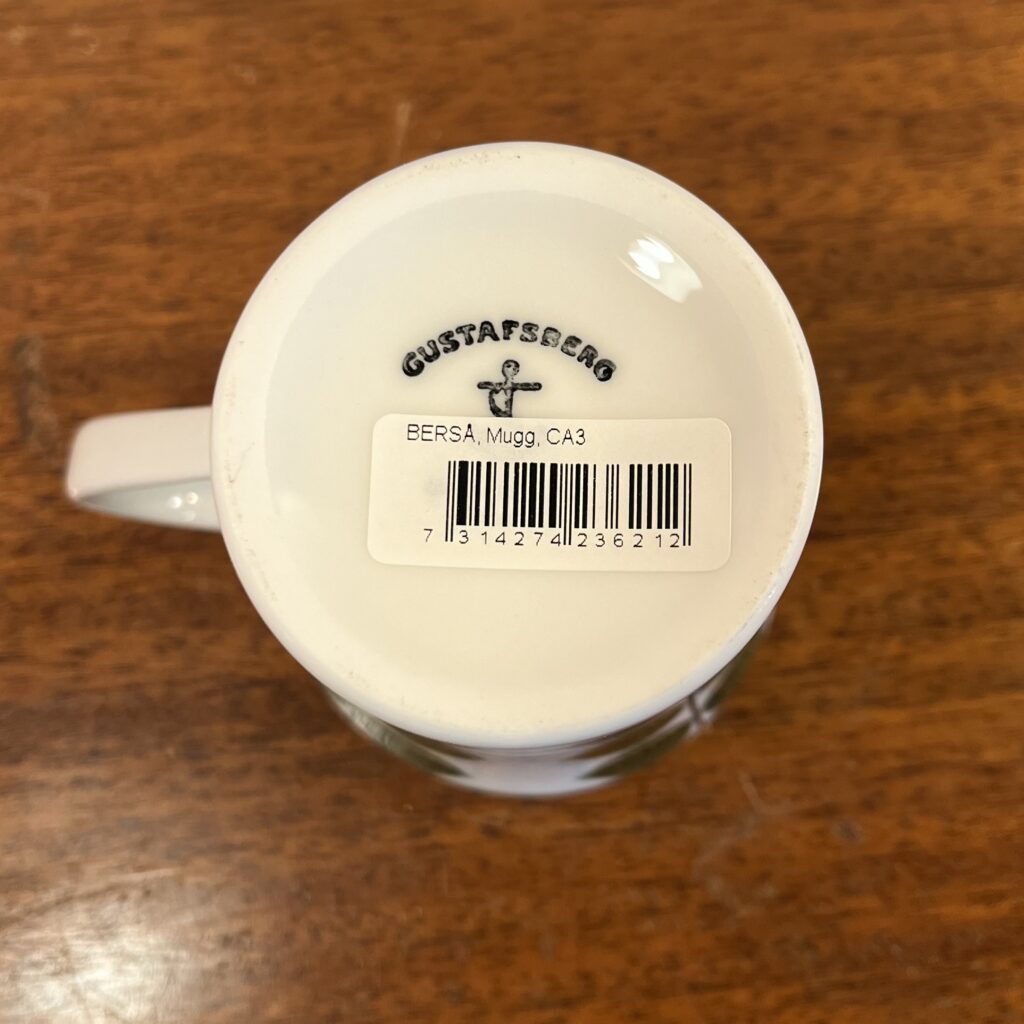 GUSTAFSBERG
BERSÅ, Mugg, CA3
7 314274 236212